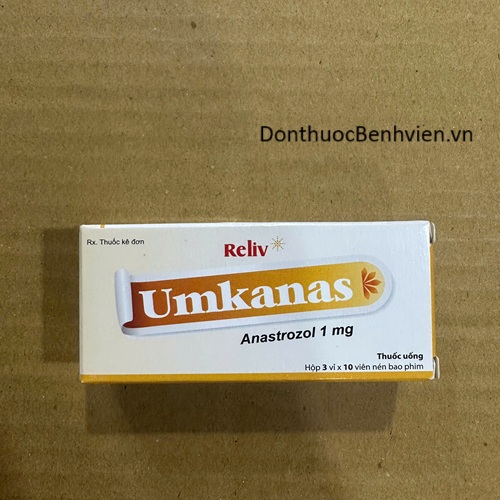 DonthuocBenhvien.vn
Rx. Thuốc kê đơn
Reliv
Umkanas
Anastrozol 1 mg
Thuốc uống
Hộp 3 vỉ x 10 viên nén bao phim